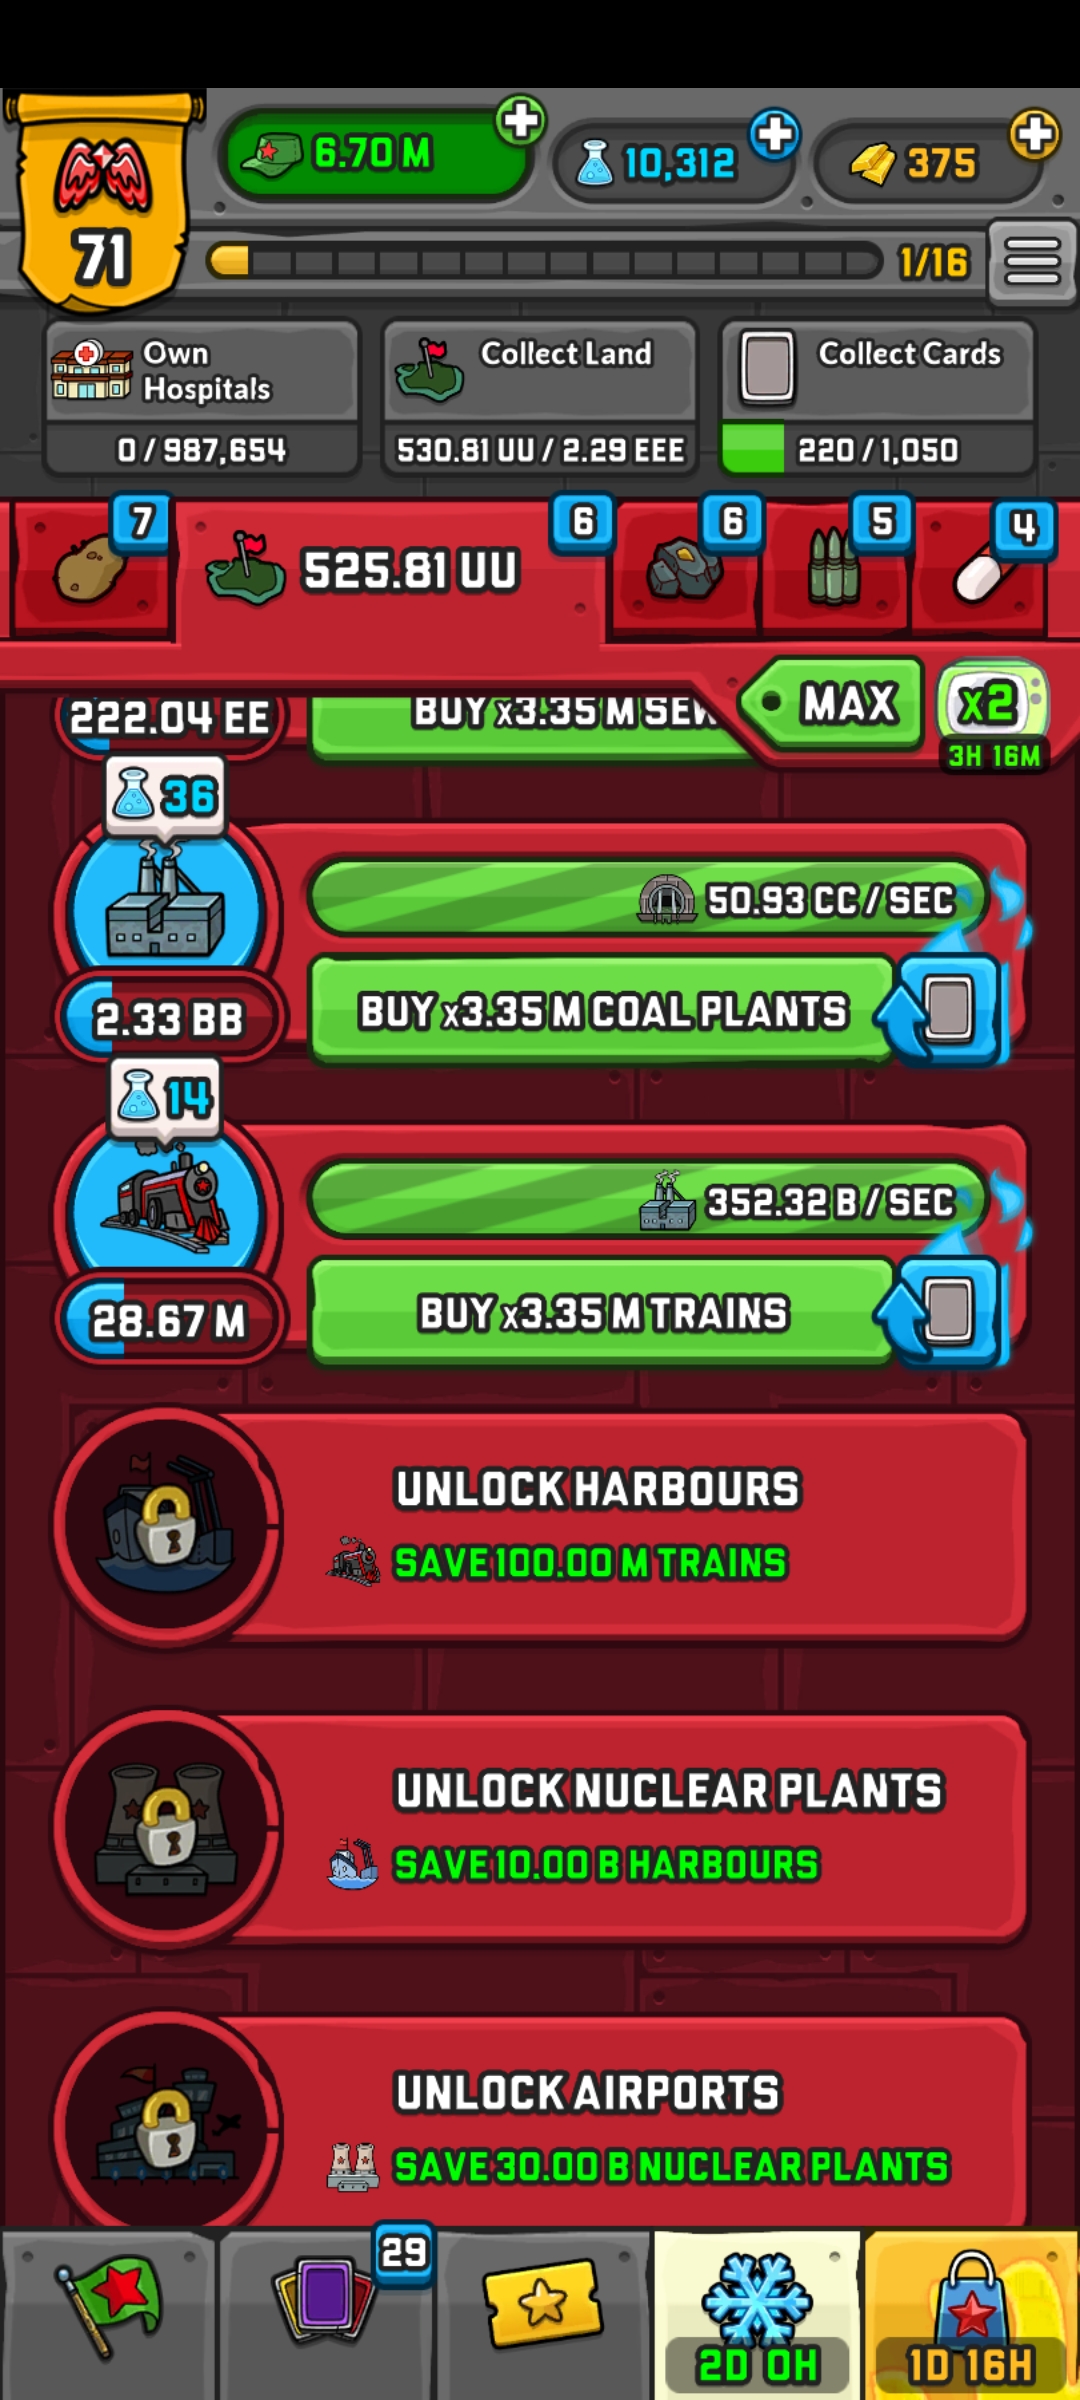 71
6.70 M
10,312
375
1/16
Own
Hospitals
0 / 987,654
Collect Land
530.81 UU / 2.29 EEE
Collect Cards
220 / 1,050
7
525.81 UU
6
6
5
4
MAX
x2
3H 16M
222.04 EE
BUY x3.35 M
36
50.93 CC / SEC
2.33 BB
BUY x3.35 M COAL PLANTS
14
352.32 B / SEC
28.67 M
BUY x3.35 M TRAINS
UNLOCK HARBOURS
SAVE 100.00 M TRAINS
UNLOCK NUCLEAR PLANTS
SAVE 10.00 B HARBOURS
UNLOCK AIRPORTS
SAVE 30.00 B NUCLEAR PLANTS
29
2D 0H
1D 16H